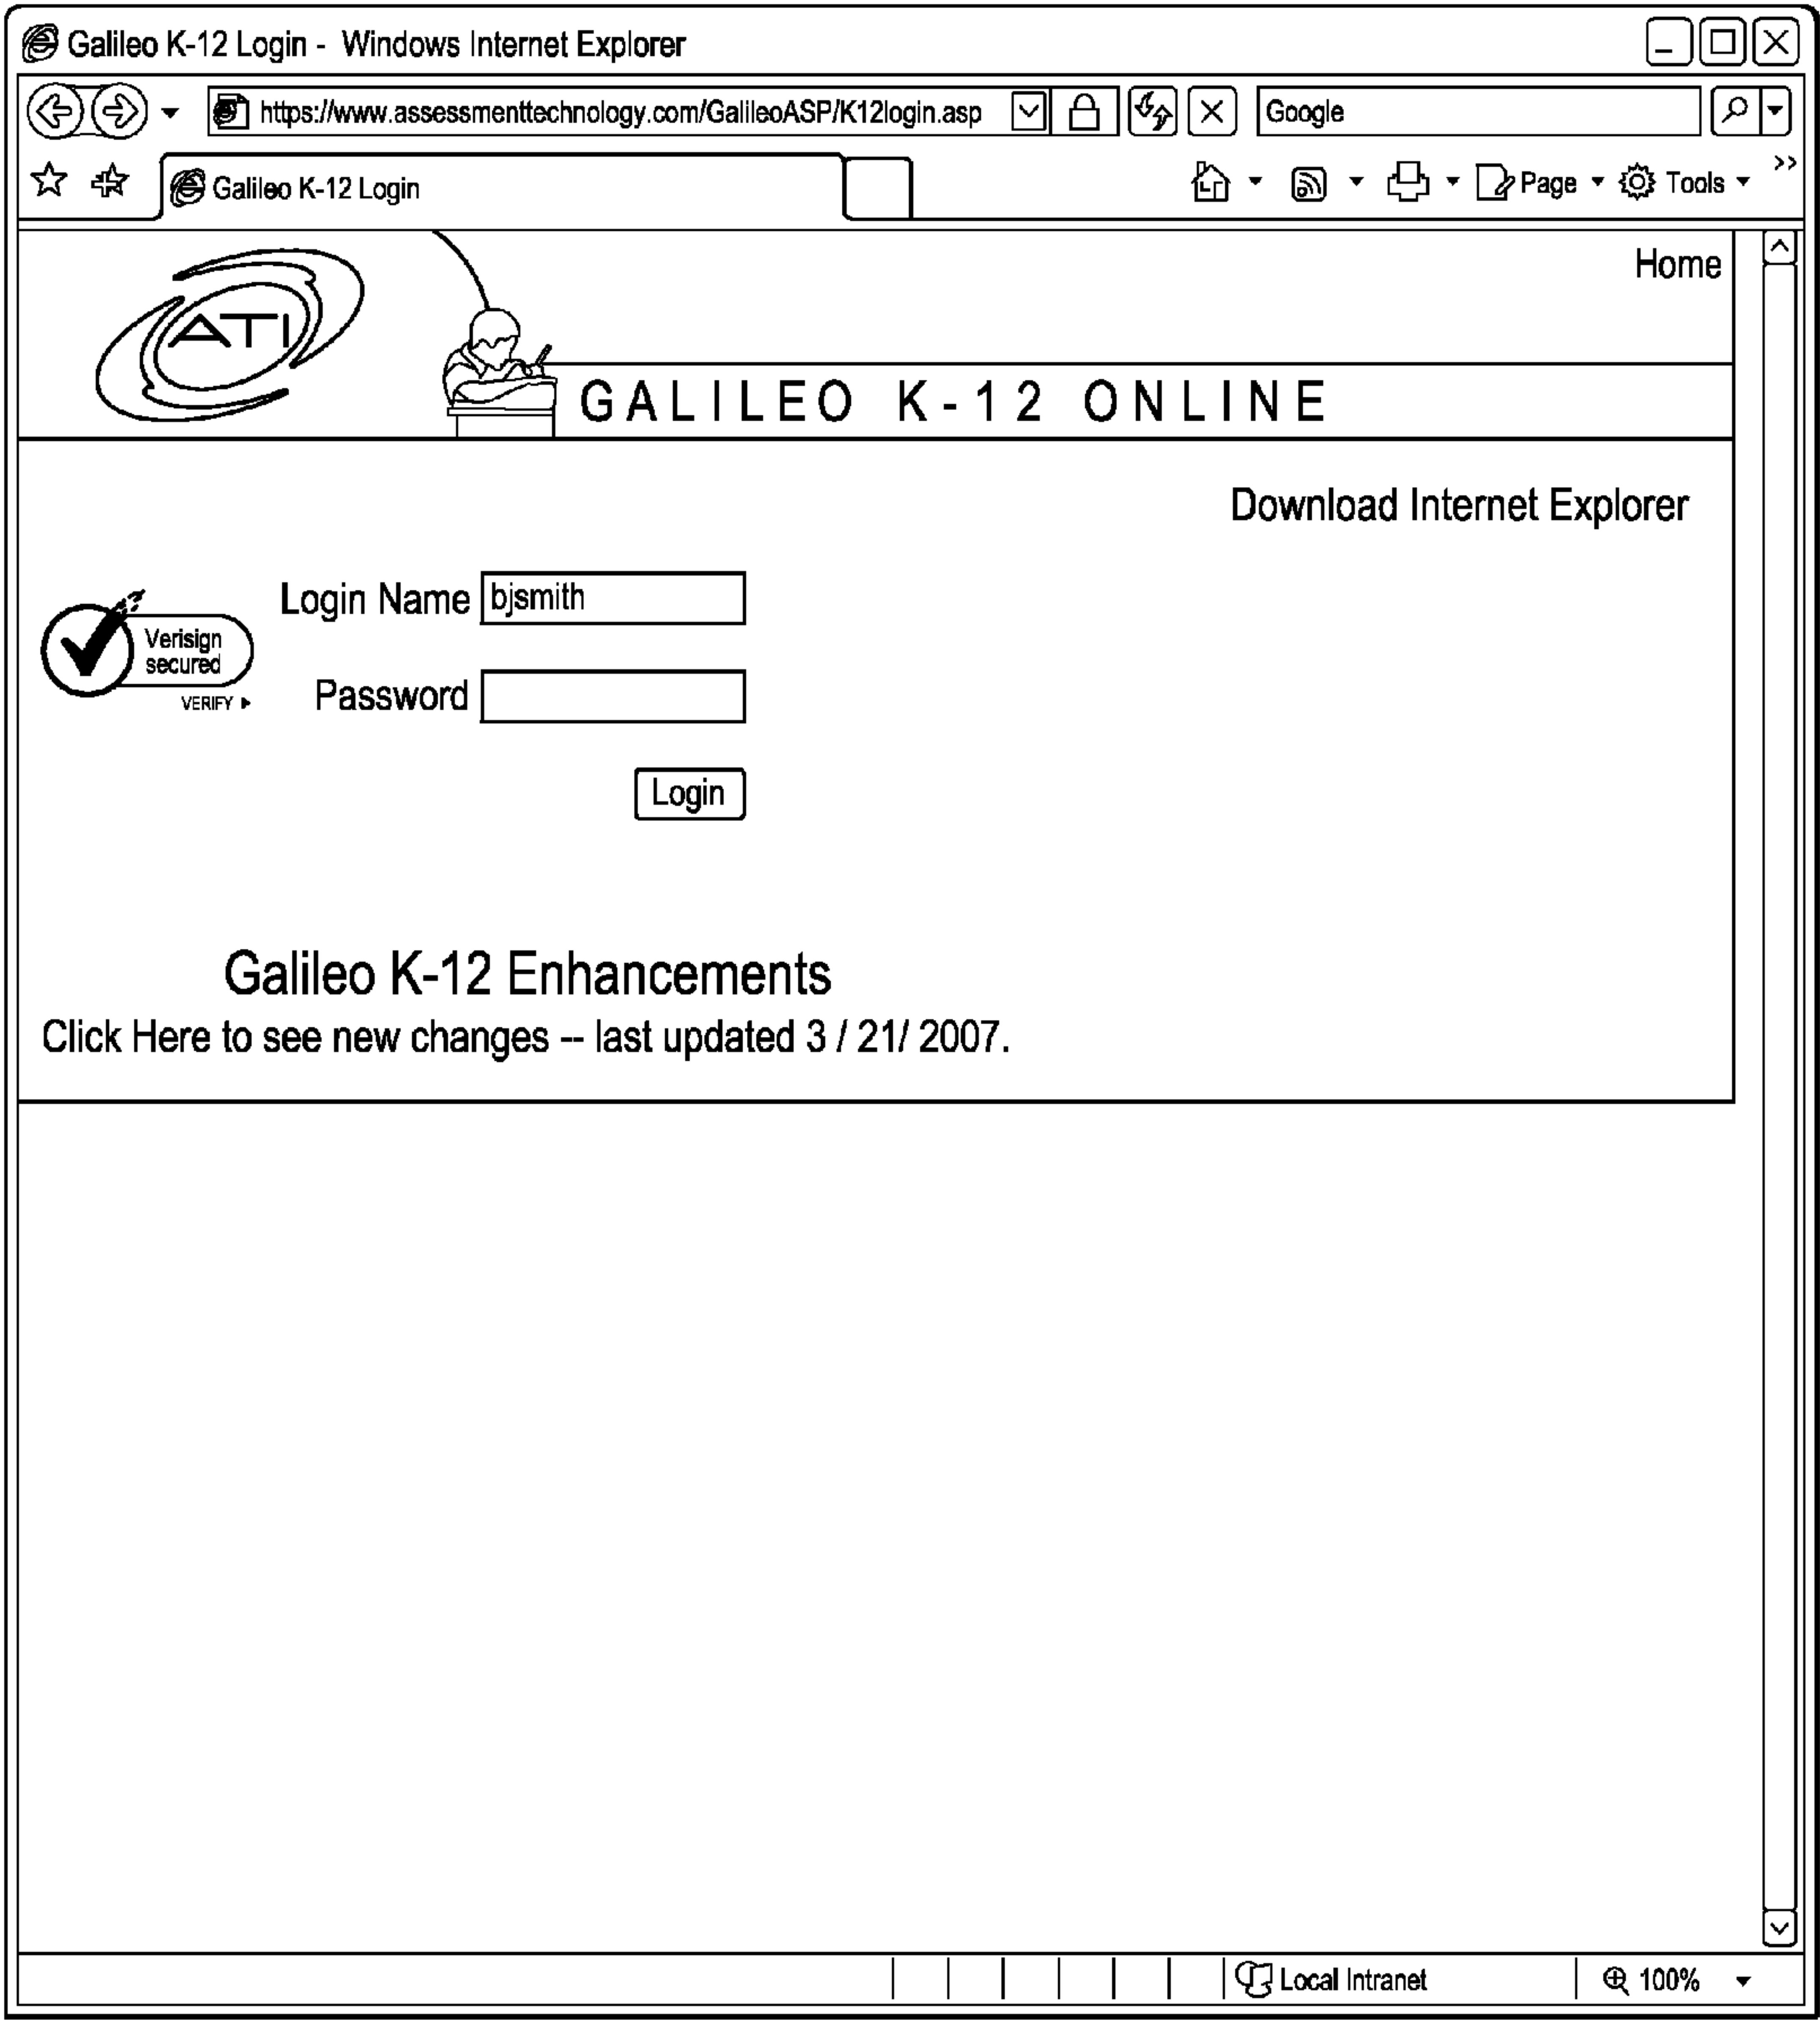 Galileo K-12 Login - Windows Internet Explorer
https://www.assessmenttechnology.com/GalileoASP/K12login.asp
Google
Galileo K-12 Login
Page
Tools
Home
ATI
GALILEO K-12 ONLINE
Download Internet Explorer
Login Name bjsmith
Verisign
secured
VERIFY
Password
Login
Galileo K-12 Enhancements
Click Here to see new changes -- last updated 3 / 21/ 2007.
Local Intranet
100%